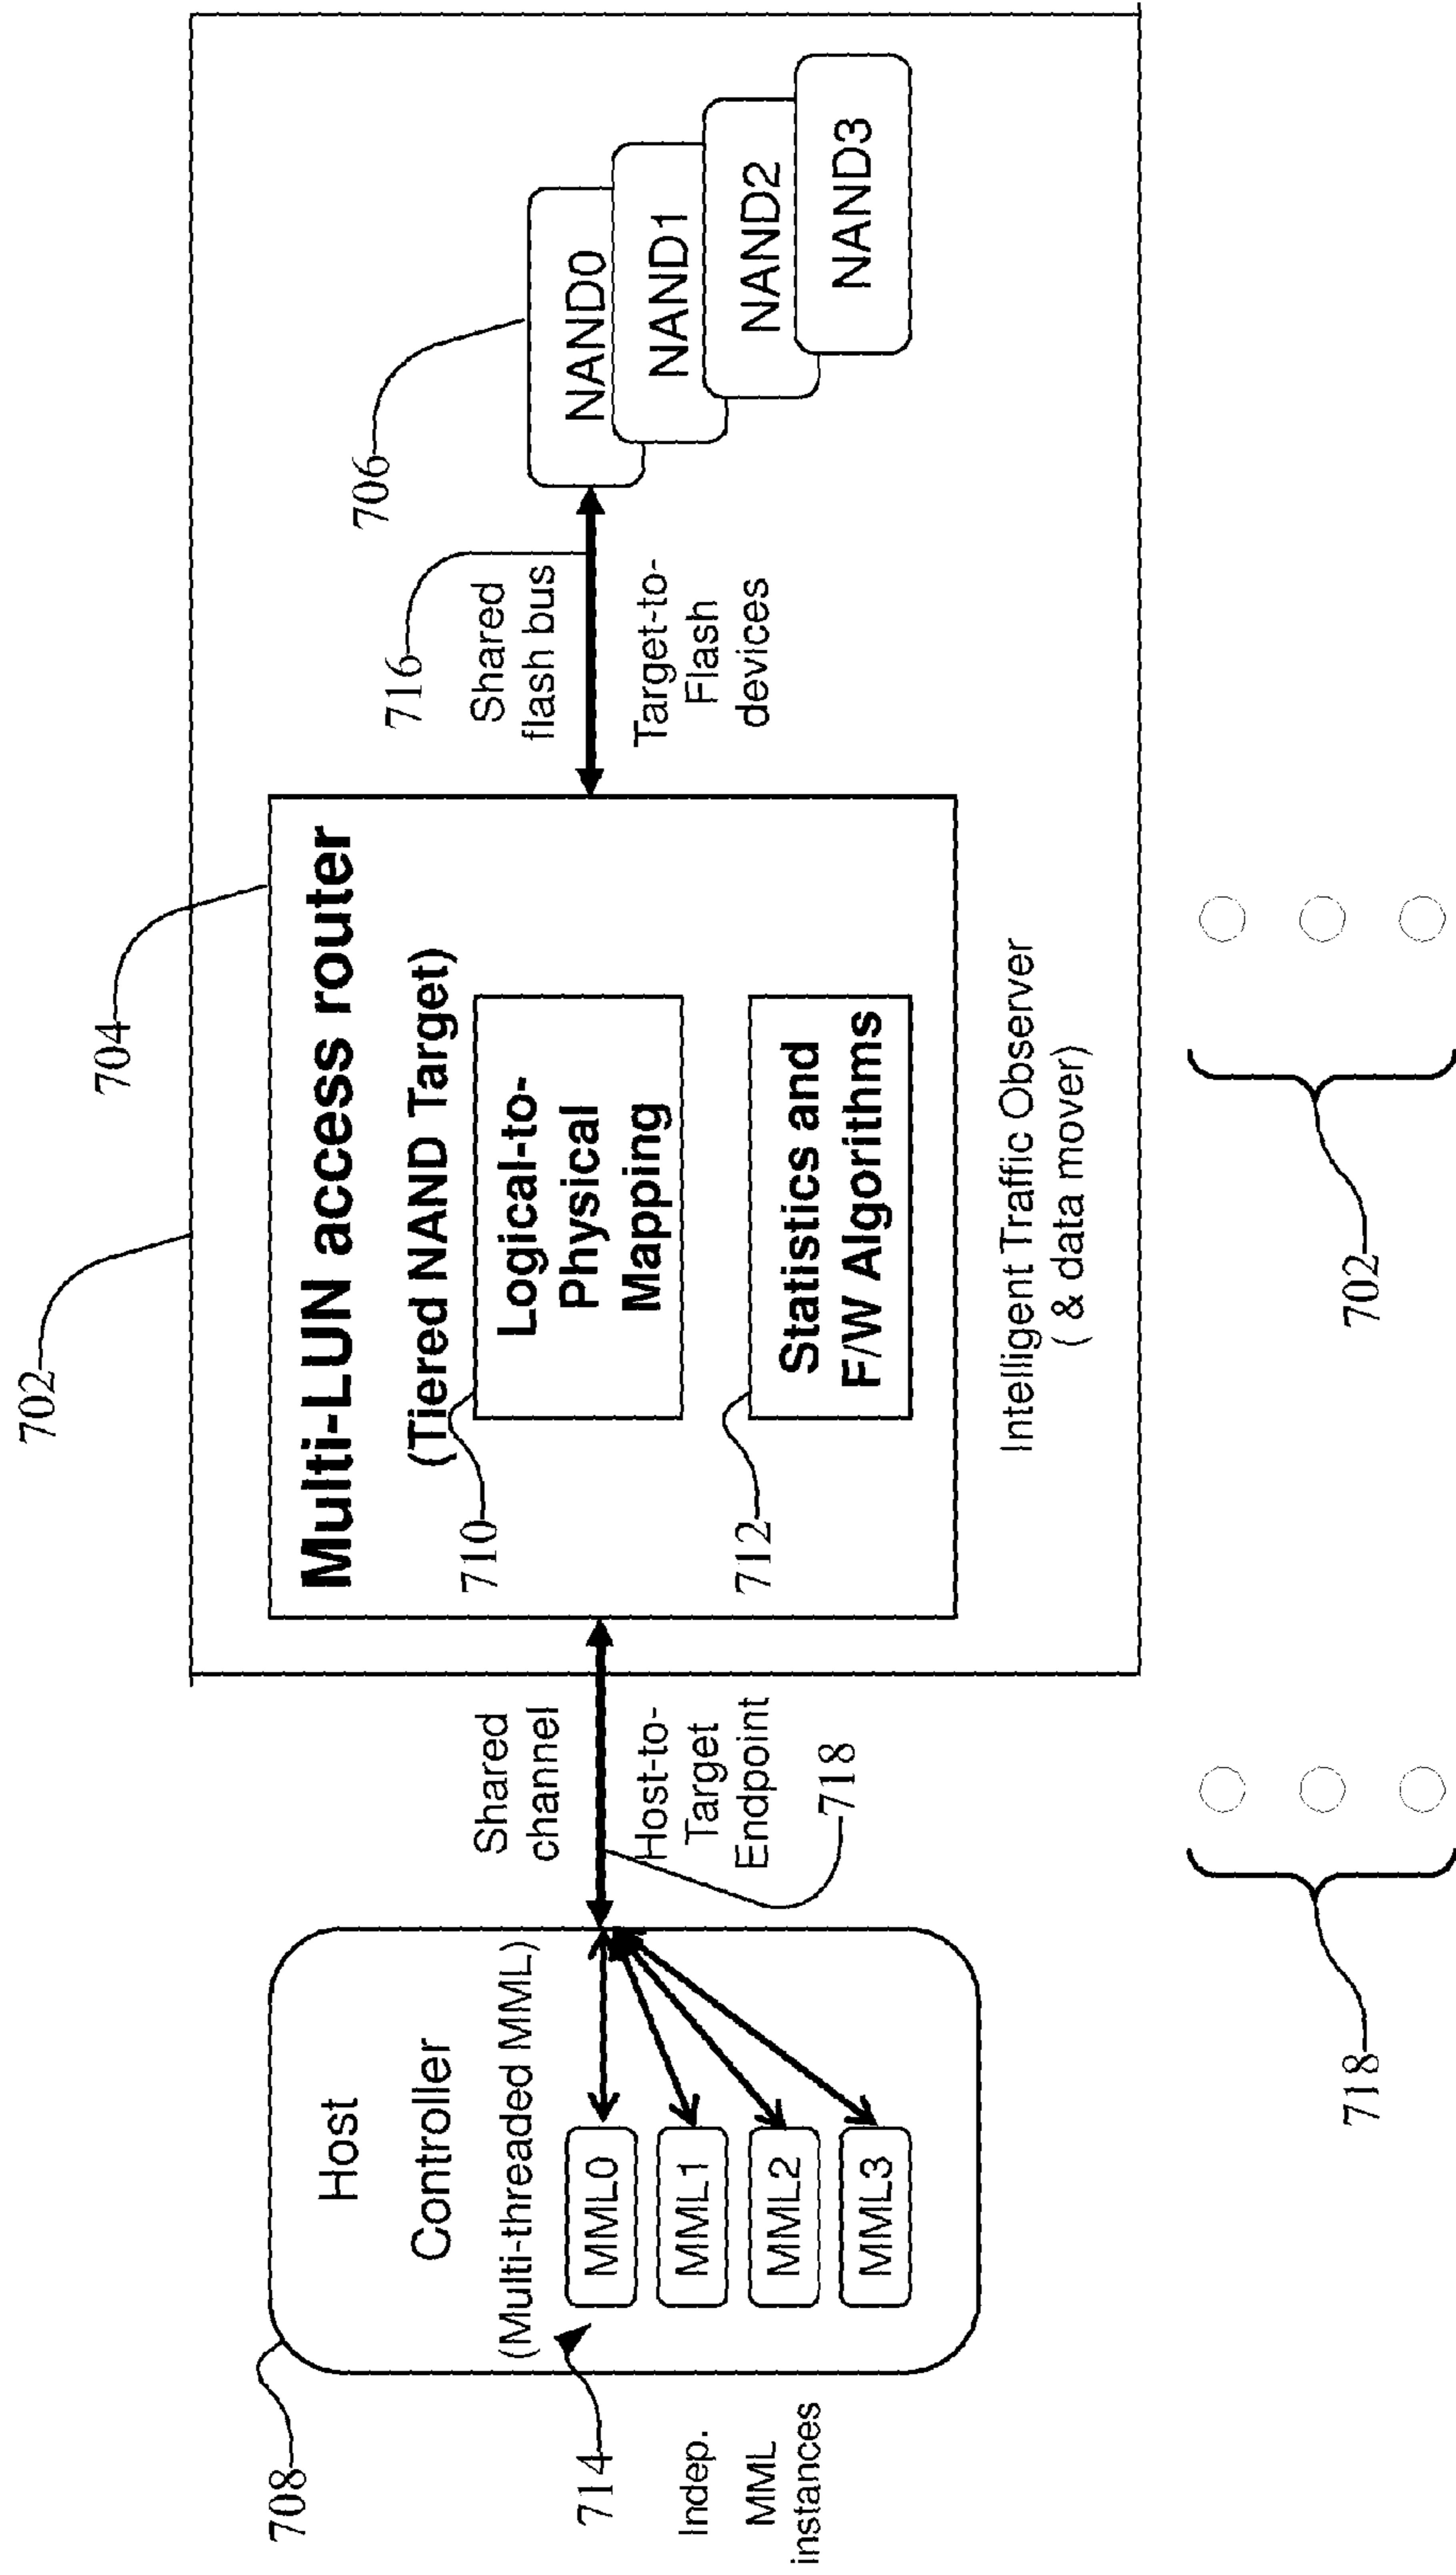 702
704
706
708
Host
Controller
(Multi-threaded MML)
MML0
MML1
MML2
MML3
714
Indep.
MML
instances
Shared
channel
Host-to-
Target
Endpoint
718
Multi-LUN access router
(Tiered NAND Target)
710
Logical-to-
Physical
Mapping
712
Statistics and
F/W Algorithms
Intelligent Traffic Observer
( & data mover)
716
Shared
flash bus
Target-to-
Flash
devices
NAND0
NAND1
NAND2
NAND3
718
702